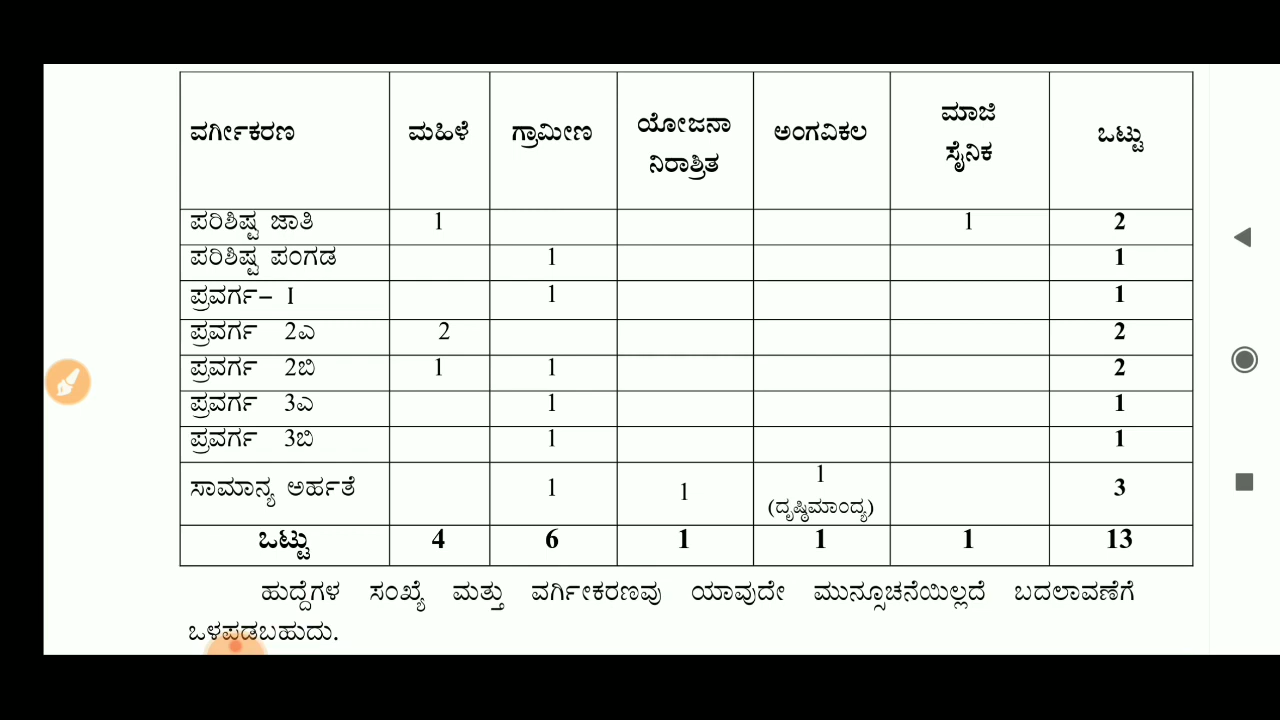 ವರ್ಗೀಕರಣ ಮಹಿಳೆ ಗ್ರಾಮೀಣ ಯೋಜನಾ ನಿರಾಶ್ರಿತ ಅಂಗವಿಕಲ ಮಾಜಿ ಸೈನಿಕ ಒಟ್ಟು
ಪರಿಶಿಷ್ಟ ಜಾತಿ 1 1 2
ಪರಿಶಿಷ್ಟ ಪಂಗಡ 1 1
ಪ್ರವರ್ಗ– I 1 1
ಪ್ರವರ್ಗ 2ಎ 2 2
ಪ್ರವರ್ಗ 2ಬಿ 1 1 2
ಪ್ರವರ್ಗ 3ಎ 1 1
ಪ್ರವರ್ಗ 3ಬಿ 1 1
ಸಾಮಾನ್ಯ ಅರ್ಹತೆ 1 1 1 (ದೃಷ್ಠಿಮಾಂದ್ಯ) 3
ಒಟ್ಟು 4 6 1 1 1 13
ಹುದ್ದೆಗಳ ಸಂಖ್ಯೆ ಮತ್ತು ವರ್ಗೀಕರಣವು ಯಾವುದೇ ಮುನ್ಸೂಚನೆಯಿಲ್ಲದೆ ಬದಲಾವಣೆಗೆ
ಒಳಪಡಬಹುದು.